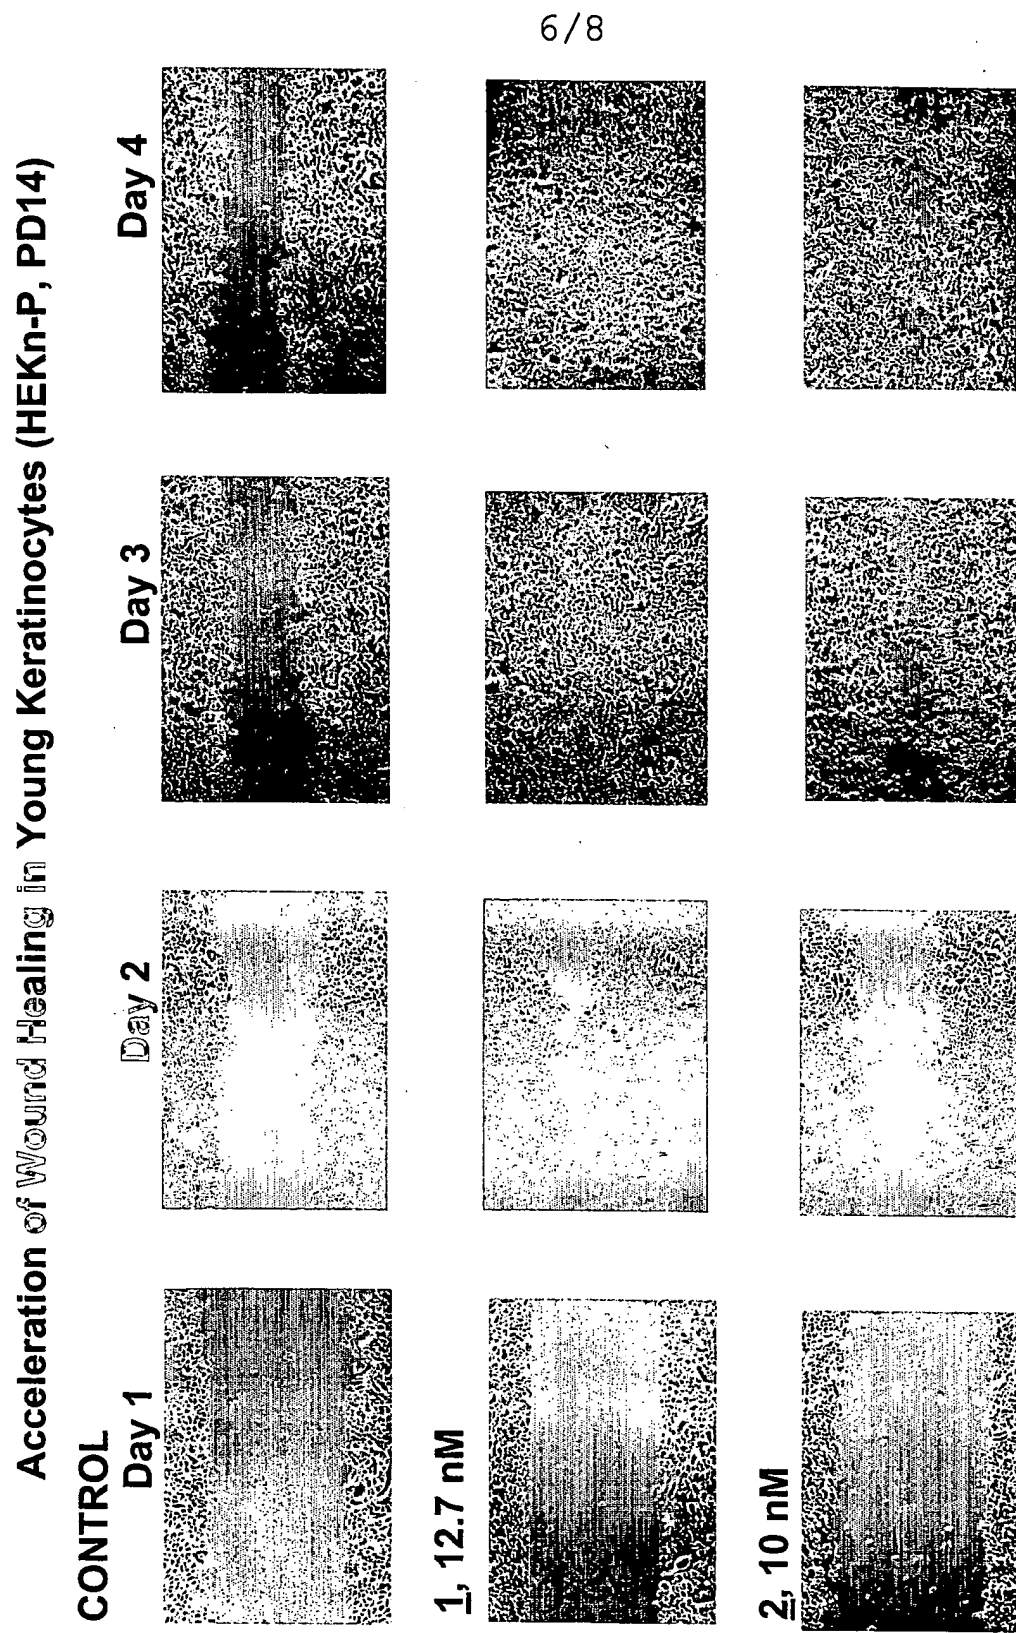 6/8
Acceleration of Wound Healing in Young Keratinocytes (HEKn-P, PD14)
CONTROL
Day 1 Day 2 Day 3 Day 4
1, 12.7 nM
2, 10 nM